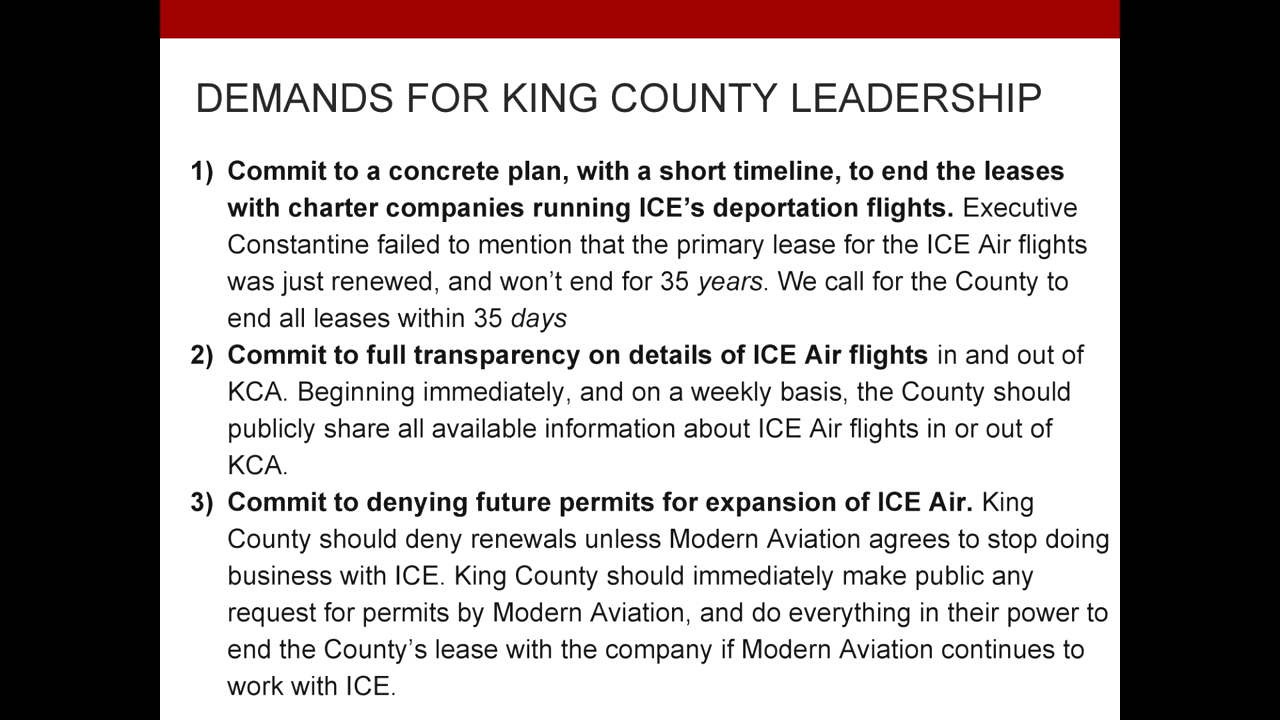 DEMANDS FOR KING COUNTY LEADERSHIP
1) Commit to a concrete plan, with a short timeline, to end the leases
with charter companies running ICE’s deportation flights. Executive
Constantine failed to mention that the primary lease for the ICE Air flights
was just renewed, and won’t end for 35 years. We call for the County to
end all leases within 35 days
2) Commit to full transparency on details of ICE Air flights in and out of
KCA. Beginning immediately, and on a weekly basis, the County should
publicly share all available information about ICE Air flights in or out of
KCA.
3) Commit to denying future permits for expansion of ICE Air. King
County should deny renewals unless Modern Aviation agrees to stop doing
business with ICE. King County should immediately make public any
request for permits by Modern Aviation, and do everything in their power to
end the County’s lease with the company if Modern Aviation continues to
work with ICE.